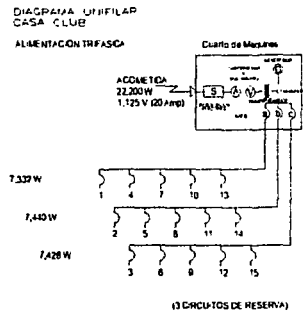 DIAGRAMA UNIFILAR
CASA CLUB
ALIMENTACION TRIFASICA
Cuarto de Maquinas
ACOMETIDA
22,200 W
1,125 V (20 Amp)
S
A
V
7,332 W
1 4 7 10 13
7,440 W
2 5 8 11 14
7,428 W
3 6 9 12 15
(3 CIRCUITOS DE RESERVA)